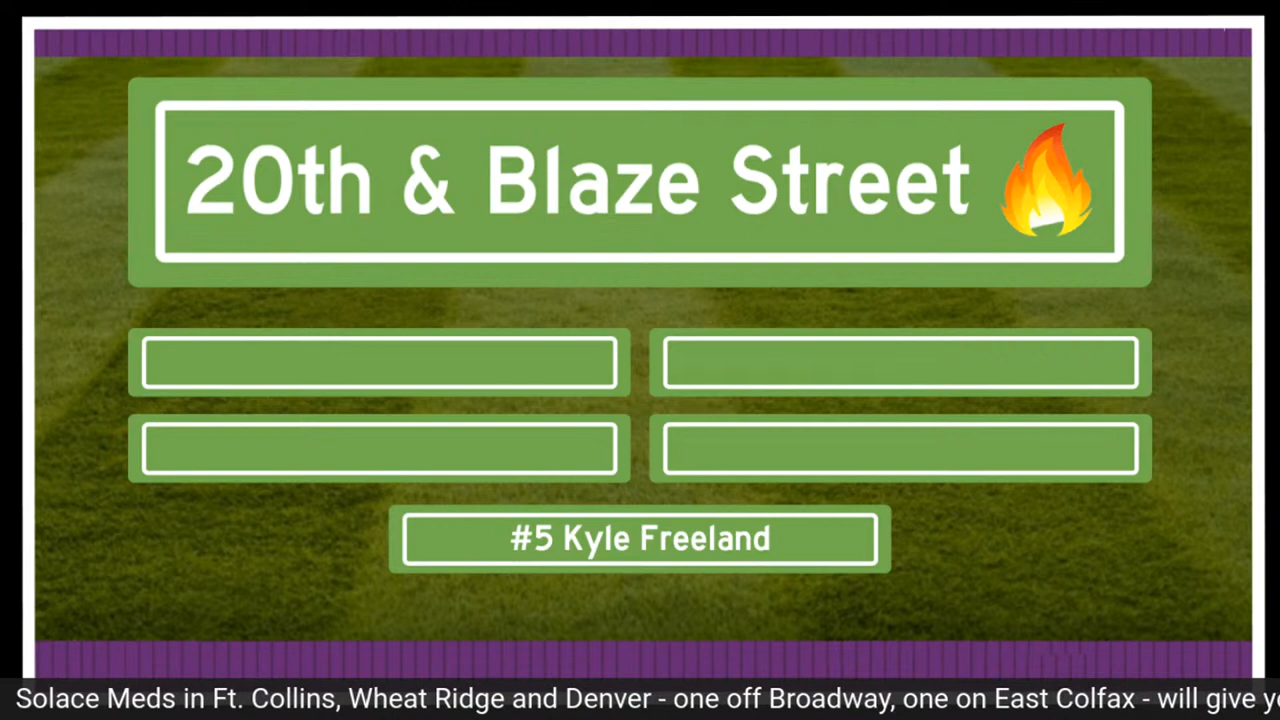 20th & Blaze Street
#5 Kyle Freeland
Solace Meds in Ft. Collins, Wheat Ridge and Denver - one off Broadway, one on East Colfax - will give